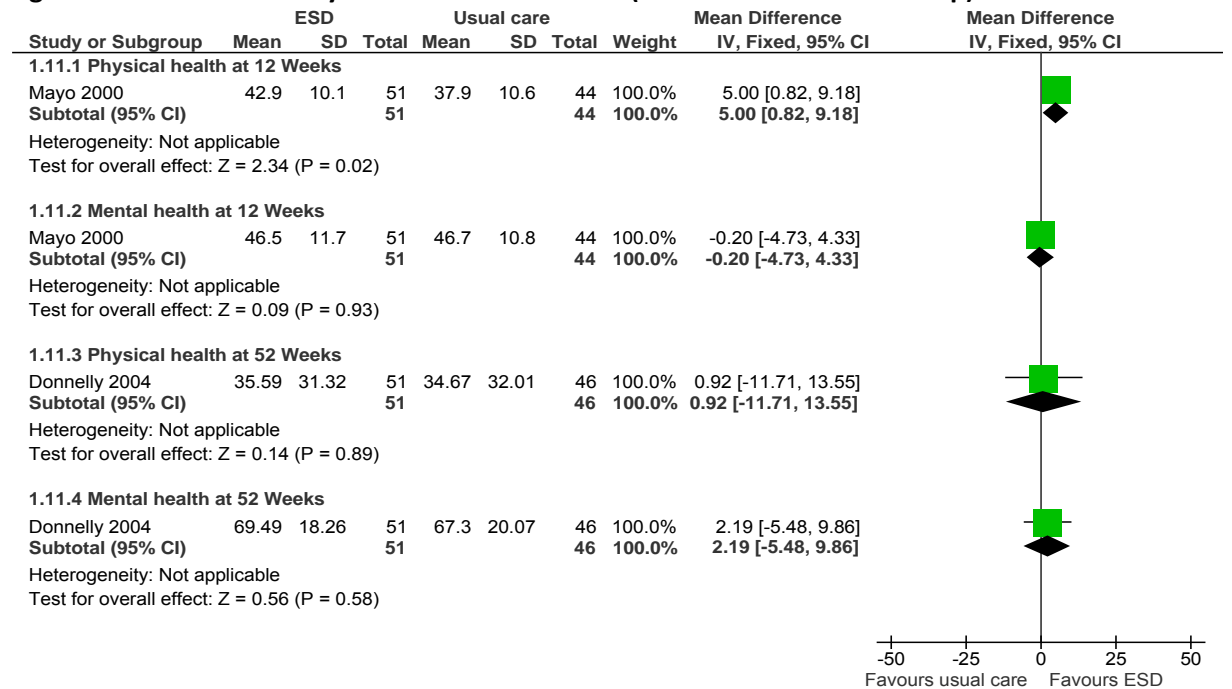 ESD Usual care Mean Difference Mean Difference
Study or Subgroup Mean SD Total Mean SD Total Weight IV, Fixed, 95% CI IV, Fixed, 95% CI
1.11.1 Physical health at 12 Weeks
Mayo 2000 42.9 10.1 51 37.9 10.6 44 100.0% 5.00 [0.82, 9.18]
Subtotal (95% CI) 51 44 100.0% 5.00 [0.82, 9.18]
Heterogeneity: Not applicable
Test for overall effect: Z = 2.34 (P = 0.02)
1.11.2 Mental health at 12 Weeks
Mayo 2000 46.5 11.7 51 46.7 10.8 44 100.0% -0.20 [-4.73, 4.33]
Subtotal (95% CI) 51 44 100.0% -0.20 [-4.73, 4.33]
Heterogeneity: Not applicable
Test for overall effect: Z = 0.09 (P = 0.93)
1.11.3 Physical health at 52 Weeks
Donnelly 2004 35.59 31.32 51 34.67 32.01 46 100.0% 0.92 [-11.71, 13.55]
Subtotal (95% CI) 51 46 100.0% 0.92 [-11.71, 13.55]
Heterogeneity: Not applicable
Test for overall effect: Z = 0.14 (P = 0.89)
1.11.4 Mental health at 52 Weeks
Donnelly 2004 69.49 18.26 51 67.3 20.07 46 100.0% 2.19 [-5.48, 9.86]
Subtotal (95% CI) 51 46 100.0% 2.19 [-5.48, 9.86]
Heterogeneity: Not applicable
Test for overall effect: Z = 0.56 (P = 0.58)
-50 -25 0 25 50
Favours usual care Favours ESD